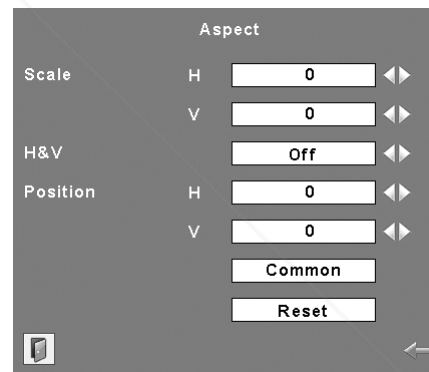 Aspect
Scale H 0
V 0
H&V Off
Position H 0
V 0
Common
Reset